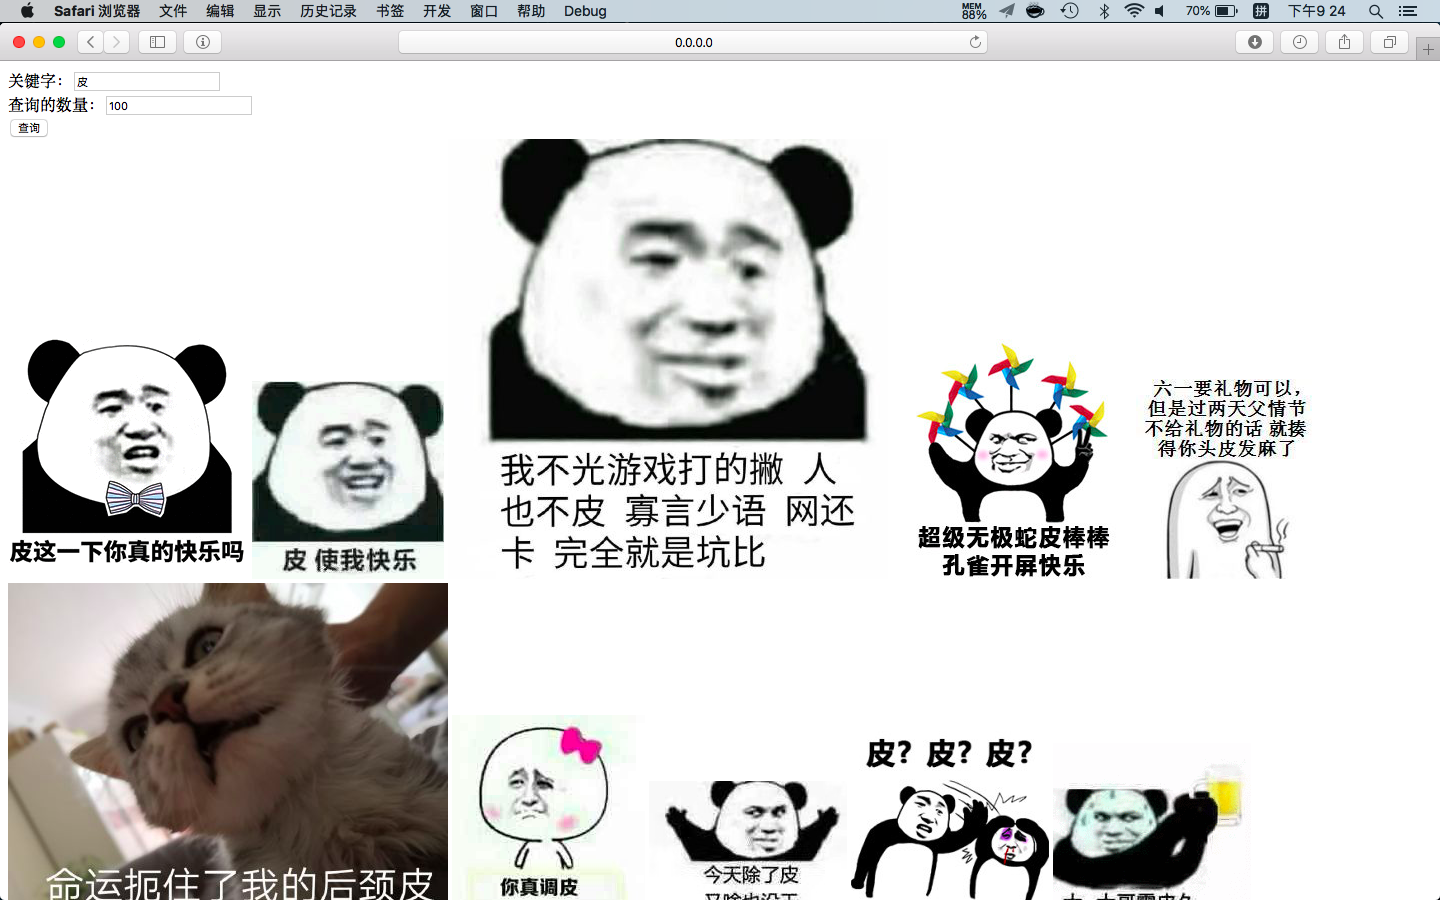 Safari 浏览器 文件 编辑 显示 历史记录 书签 开发 窗口 帮助 Debug
MEM
88%
70%
拼
下午9 24
0.0.0.0
关键字：
皮
查询的数量：
100
查询
皮这一下你真的快乐吗
皮 使我快乐
我不光游戏打的撇 人
也不皮 寡言少语 网还
卡 完全就是坑比
超级无极蛇皮棒棒
孔雀开屏快乐
六一要礼物可以，
但是过两天父情节
不给礼物的话 就揍
得你头皮发麻了
命运扼住了我的后颈皮
你真调皮
今天除了皮
皮？皮？皮？